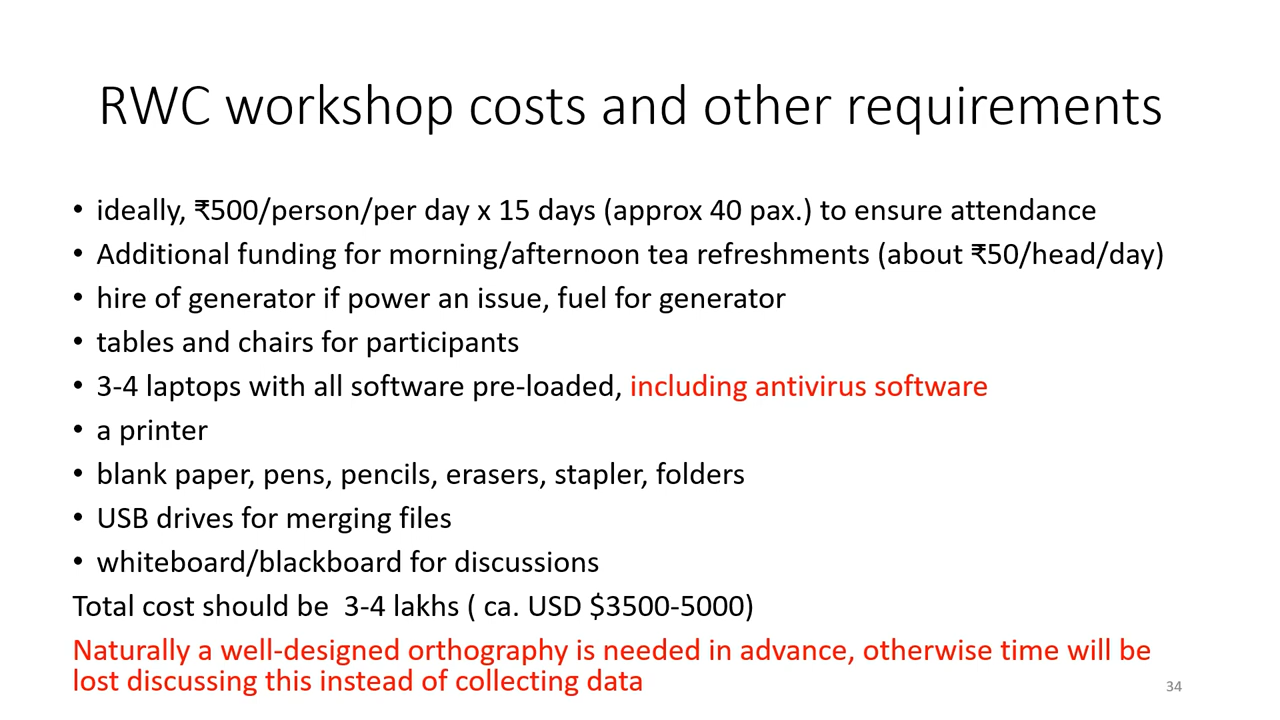 RWC workshop costs and other requirements
• ideally, ₹500/person/per day x 15 days (approx 40 pax.) to ensure attendance
• Additional funding for morning/afternoon tea refreshments (about ₹50/head/day)
• hire of generator if power an issue, fuel for generator
• tables and chairs for participants
• 3-4 laptops with all software pre-loaded, including antivirus software
• a printer
• blank paper, pens, pencils, erasers, stapler, folders
• USB drives for merging files
• whiteboard/blackboard for discussions
Total cost should be  3-4 lakhs ( ca. USD $3500-5000)
Naturally a well-designed orthography is needed in advance, otherwise time will be
lost discussing this instead of collecting data
34